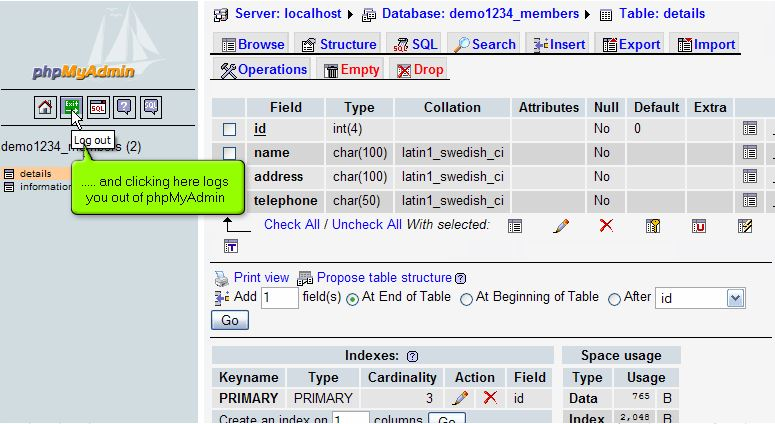 Server: localhost Database: demo1234_members Table: details
phpMyAdmin
Browse Structure SQL Search Insert Export Import
Operations Empty Drop
Exit SQL ? SQL
Log out
demo1234_members (2)
details
information
..... and clicking here logs
you out of phpMyAdmin
Field Type Collation Attributes Null Default Extra
id int(4) No 0
name char(100) latin1_swedish_ci No
address char(100) latin1_swedish_ci No
telephone char(50) latin1_swedish_ci No
Check All / Uncheck All With selected:
Print view Propose table structure
Add 1 field(s) At End of Table At Beginning of Table After id
Go
Indexes:
Keyname Type Cardinality Action Field
PRIMARY PRIMARY 3 id
Create an index on 1 columns Go
Space usage
Type Usage
Data 765 B
Index 2,048 B